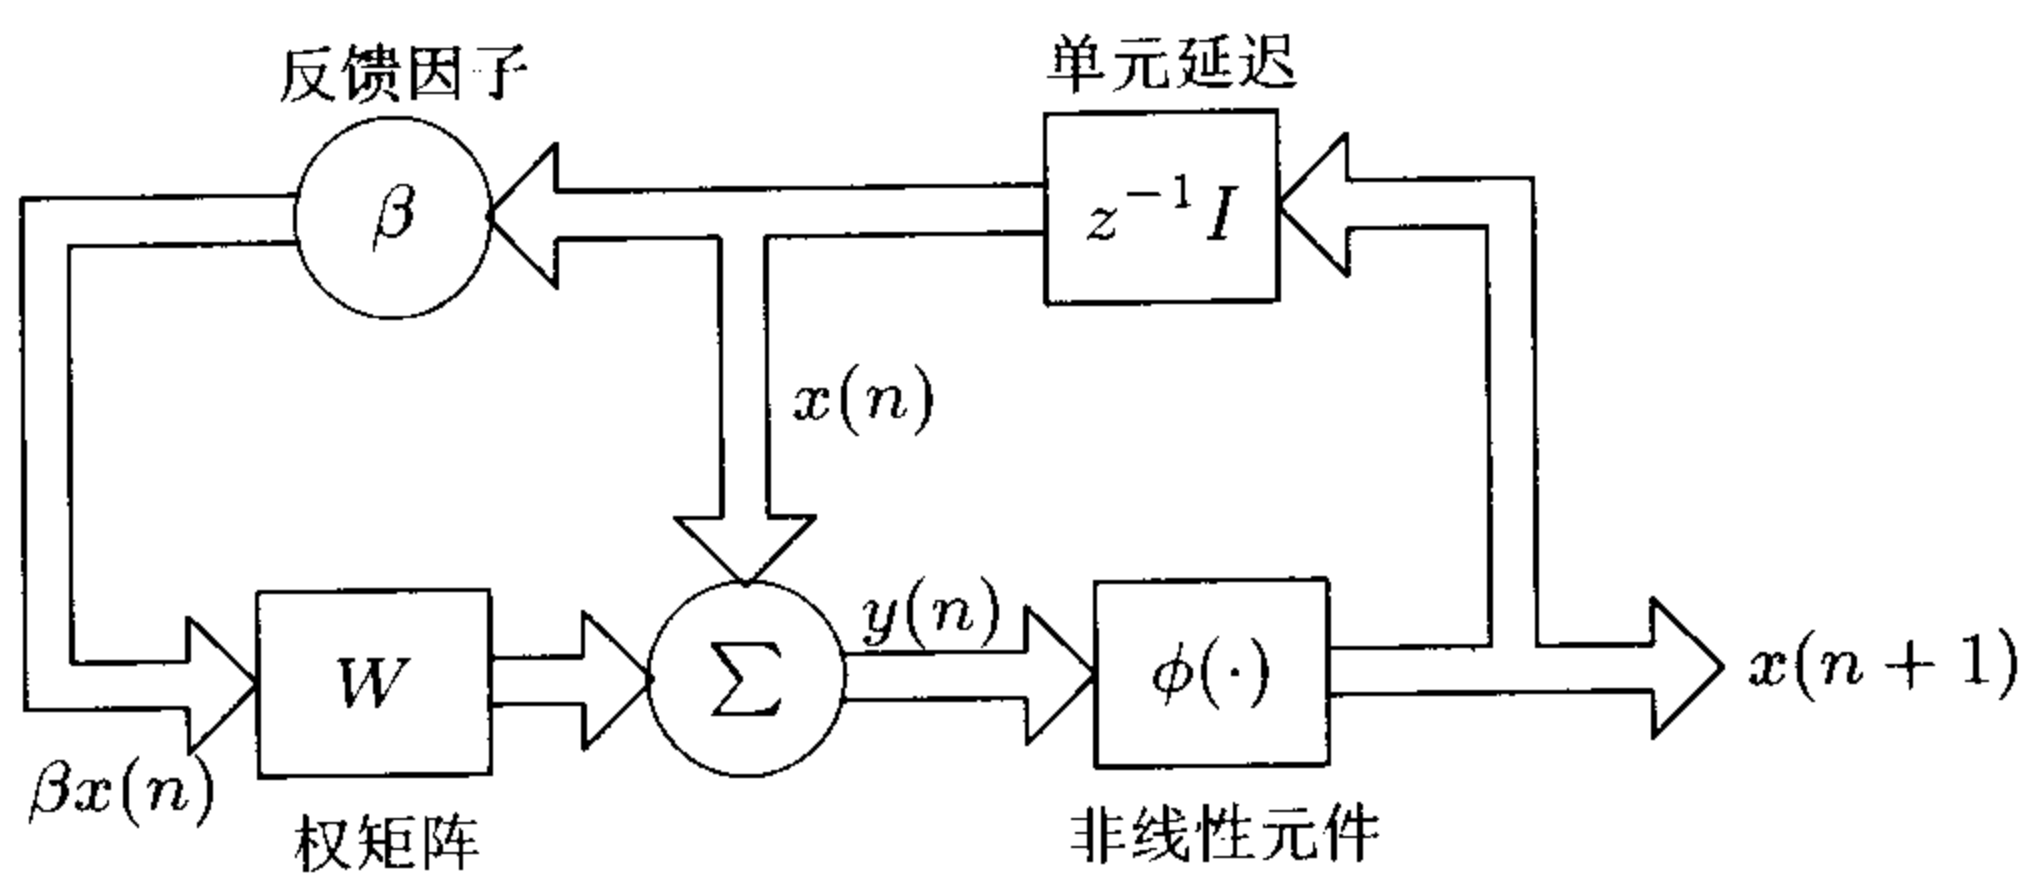 反馈因子
单元延迟
β
z⁻¹ I
x(n)
y(n)
W
∑
ϕ(·)
x(n + 1)
βx(n)
权矩阵
非线性元件